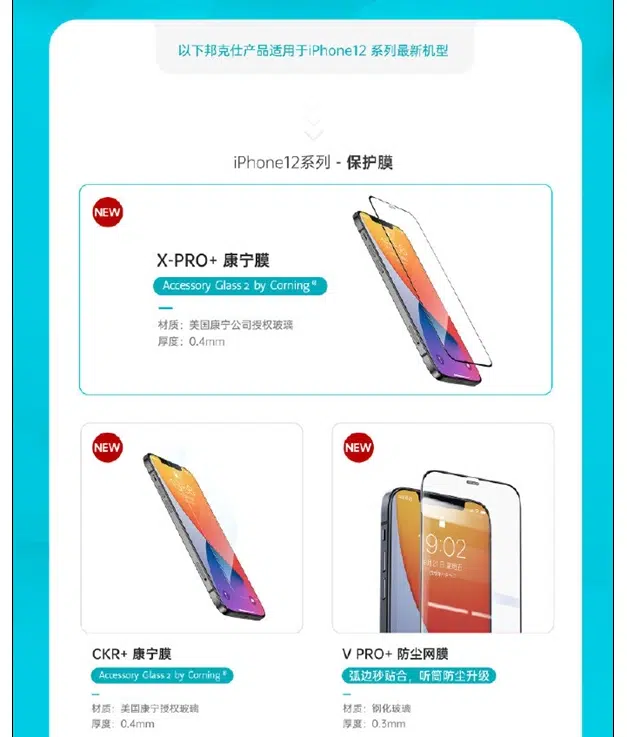 以下邦克仕产品适用于iPhone12 系列最新机型
iPhone12系列 - 保护膜
NEW
X-PRO+ 康宁膜
Accessory Glass 2 by Corning®
材质：美国康宁公司授权玻璃
厚度：0.4mm
NEW
CKR+ 康宁膜
Accessory Glass 2 by Corning®
材质：美国康宁授权玻璃
厚度：0.4mm
NEW
19:02
V PRO+ 防尘网膜
弧边秒贴合，听筒防尘升级
材质：钢化玻璃
厚度：0.3mm